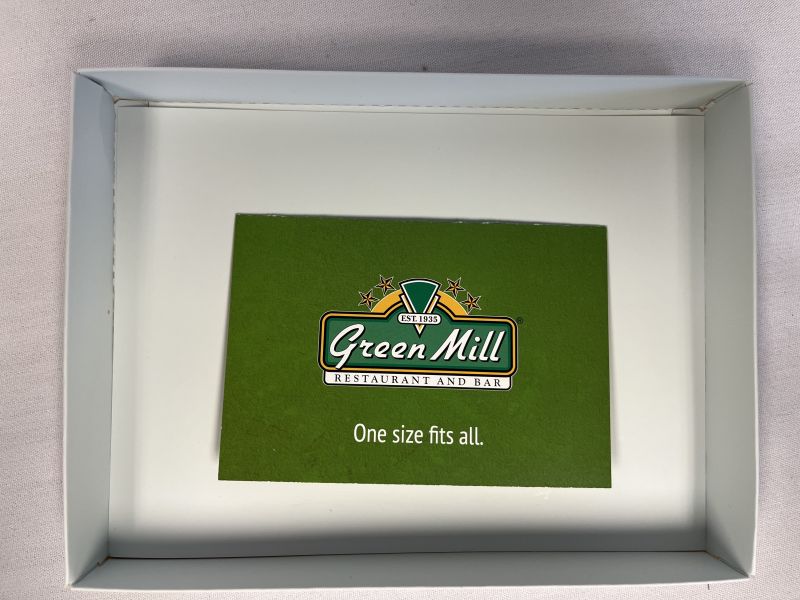 EST. 1935
Green Mill
®
RESTAURANT AND BAR
One size fits all.